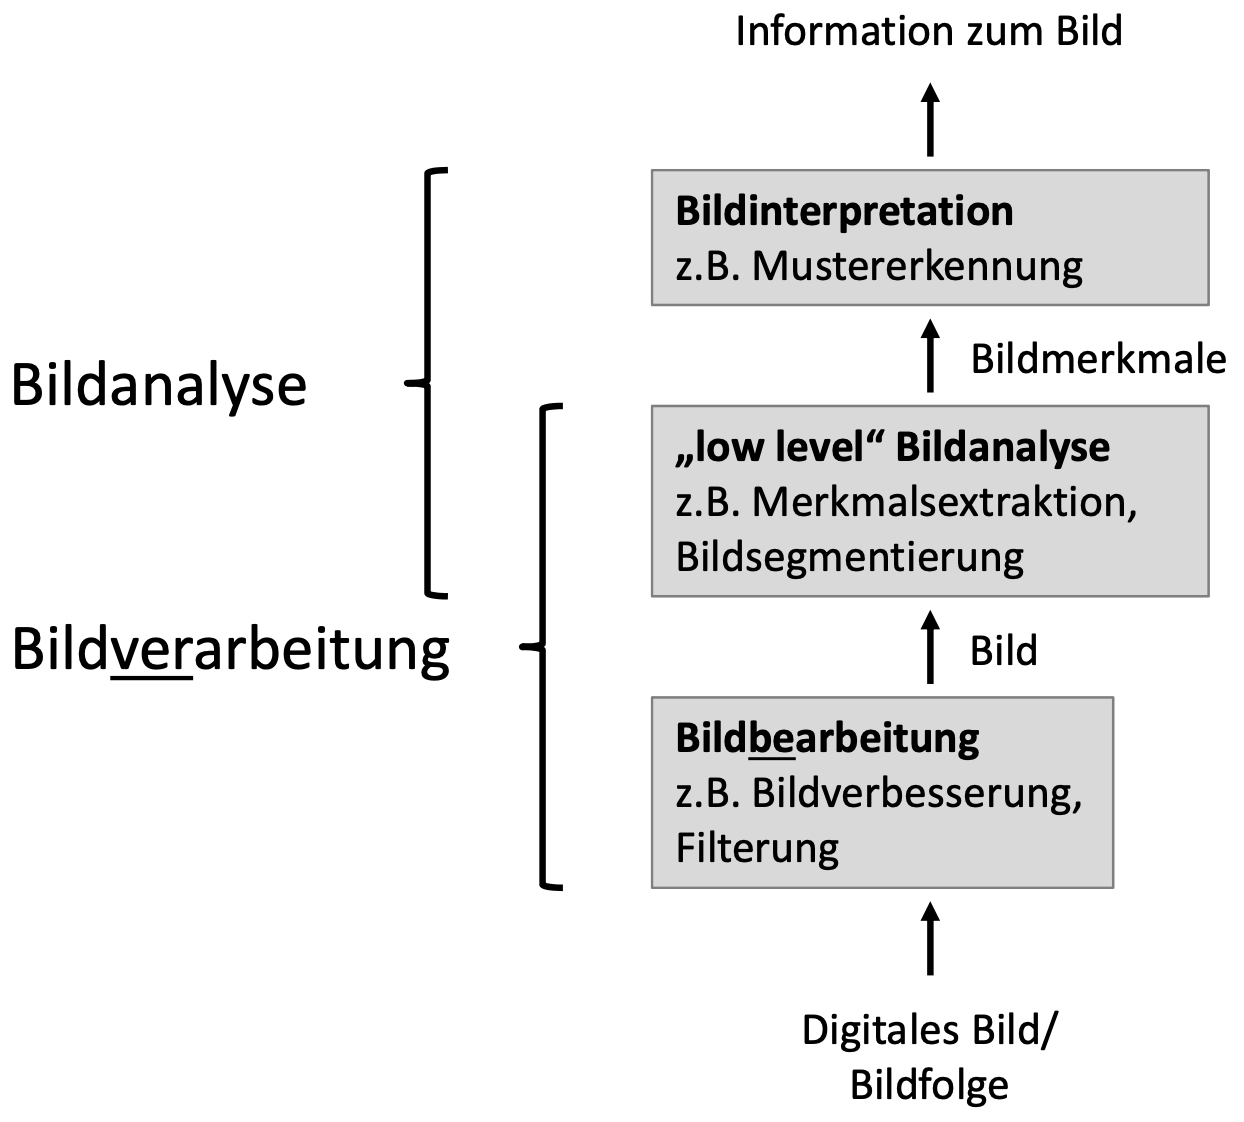 Information zum Bild
Bildinterpretation
z.B. Mustererkennung
Bildmerkmale
Bildanalyse
„low level“ Bildanalyse
z.B. Merkmalsextraktion,
Bildsegmentierung
Bildverarbeitung
Bild
Bildbearbeitung
z.B. Bildverbesserung,
Filterung
Digitales Bild/
Bildfolge